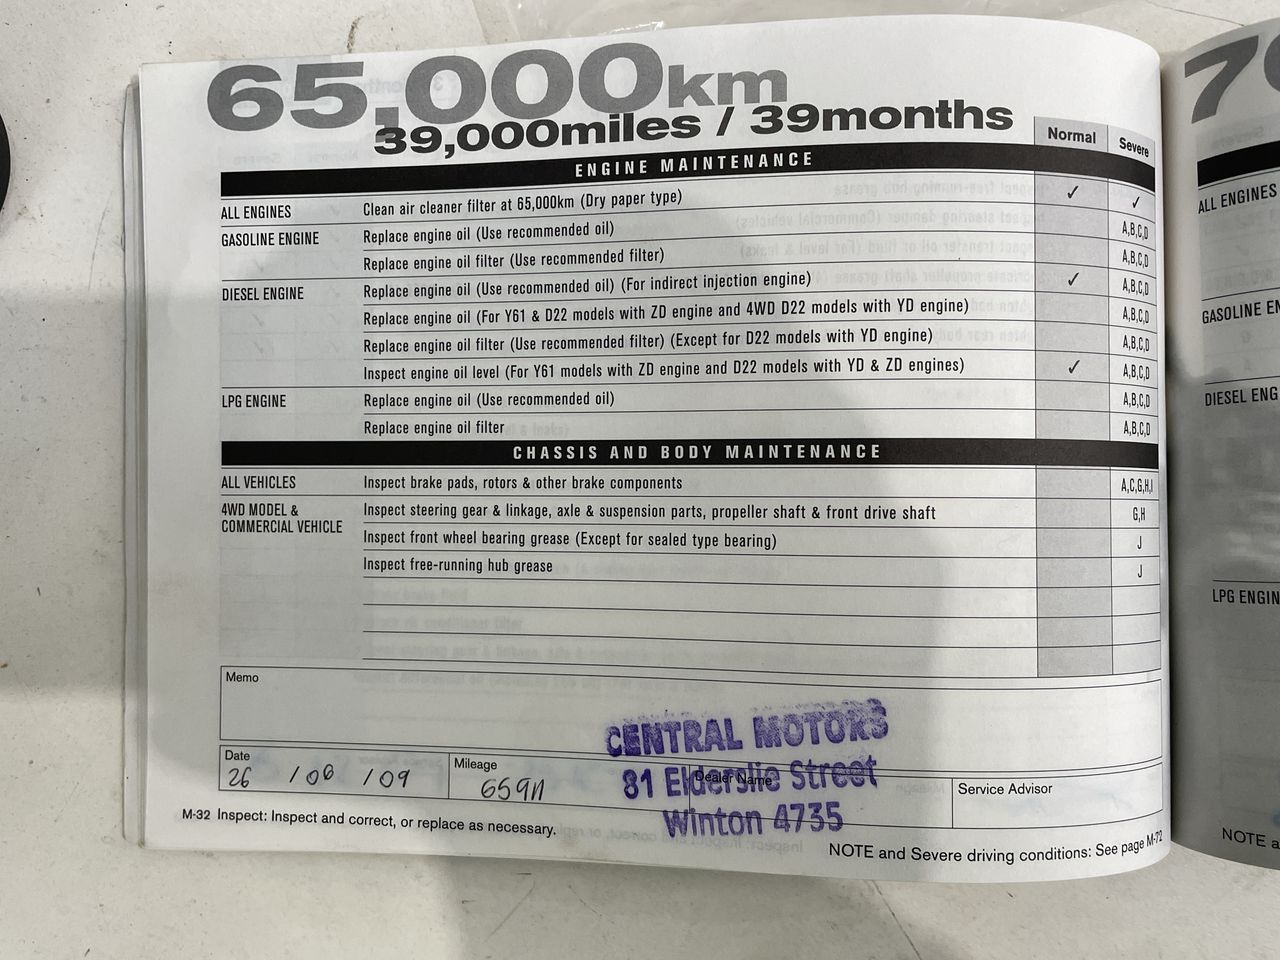 65,000km
39,000miles / 39months
Normal Severe
ENGINE MAINTENANCE
ALL ENGINES Clean air cleaner filter at 65,000km (Dry paper type) ✓ ✓
GASOLINE ENGINE Replace engine oil (Use recommended oil) A,B,C,D
Replace engine oil filter (Use recommended filter) A,B,C,D
DIESEL ENGINE Replace engine oil (Use recommended oil) (For indirect injection engine) ✓ A,B,C,D
Replace engine oil (For Y61 & D22 models with ZD engine and 4WD D22 models with YD engine) A,B,C,D
Replace engine oil filter (Use recommended filter) (Except for D22 models with YD engine) A,B,C,D
Inspect engine oil level (For Y61 models with ZD engine and D22 models with YD & ZD engines) ✓ A,B,C,D
LPG ENGINE Replace engine oil (Use recommended oil) A,B,C,D
Replace engine oil filter A,B,C,D
CHASSIS AND BODY MAINTENANCE
ALL VEHICLES Inspect brake pads, rotors & other brake components A,C,G,H,I
4WD MODEL &
COMMERCIAL VEHICLE
Inspect steering gear & linkage, axle & suspension parts, propeller shaft & front drive shaft G,H
Inspect front wheel bearing grease (Except for sealed type bearing) J
Inspect free-running hub grease J
Memo
CENTRAL MOTORS
81 Elderslie Street
Winton 4735
Date
26 / 06 / 09
Mileage
Dealer Name
Service Advisor
M-32 Inspect: Inspect and correct, or replace as necessary.
NOTE and Severe driving conditions: See page M-72
ALL ENGINES
GASOLINE EN
DIESEL ENG
LPG ENGIN
NOTE a